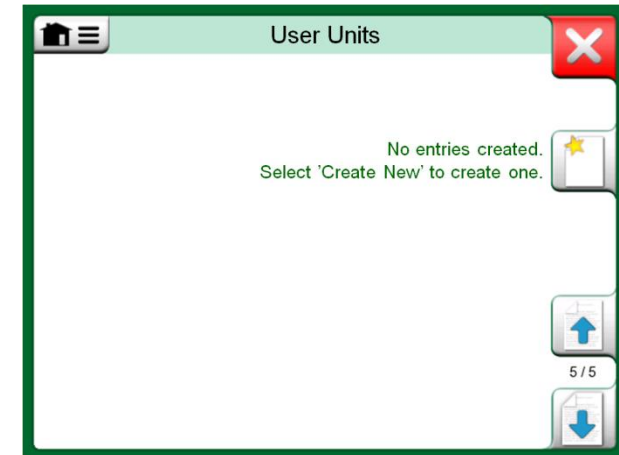 User Units
No entries created.
Select 'Create New' to create one.
5 / 5